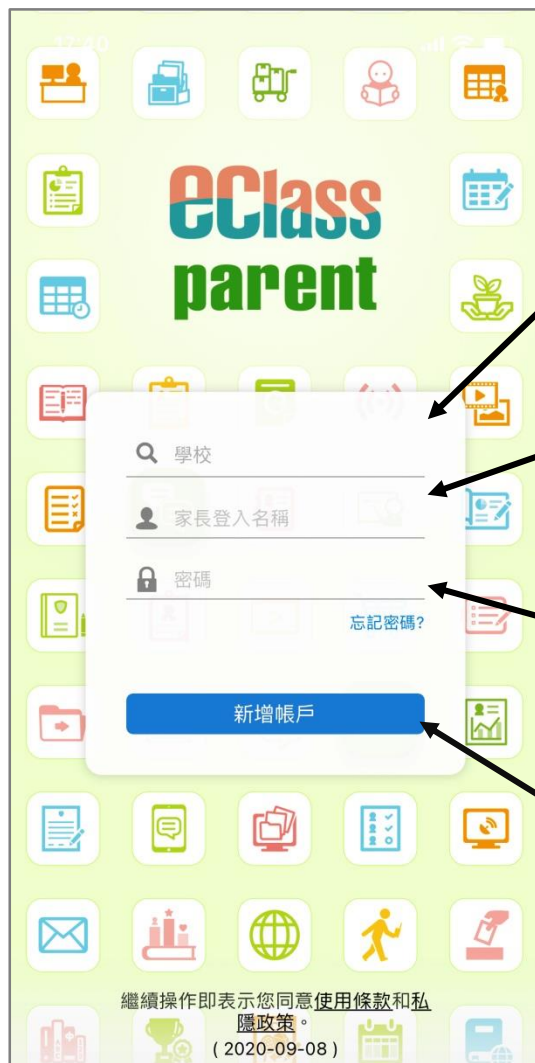 17:40
eClass
parent
學校
家長登入名稱
密碼
忘記密碼?
新增帳戶
繼續操作即表示您同意使用條款和私
隱政策。
( 2020-09-08 )